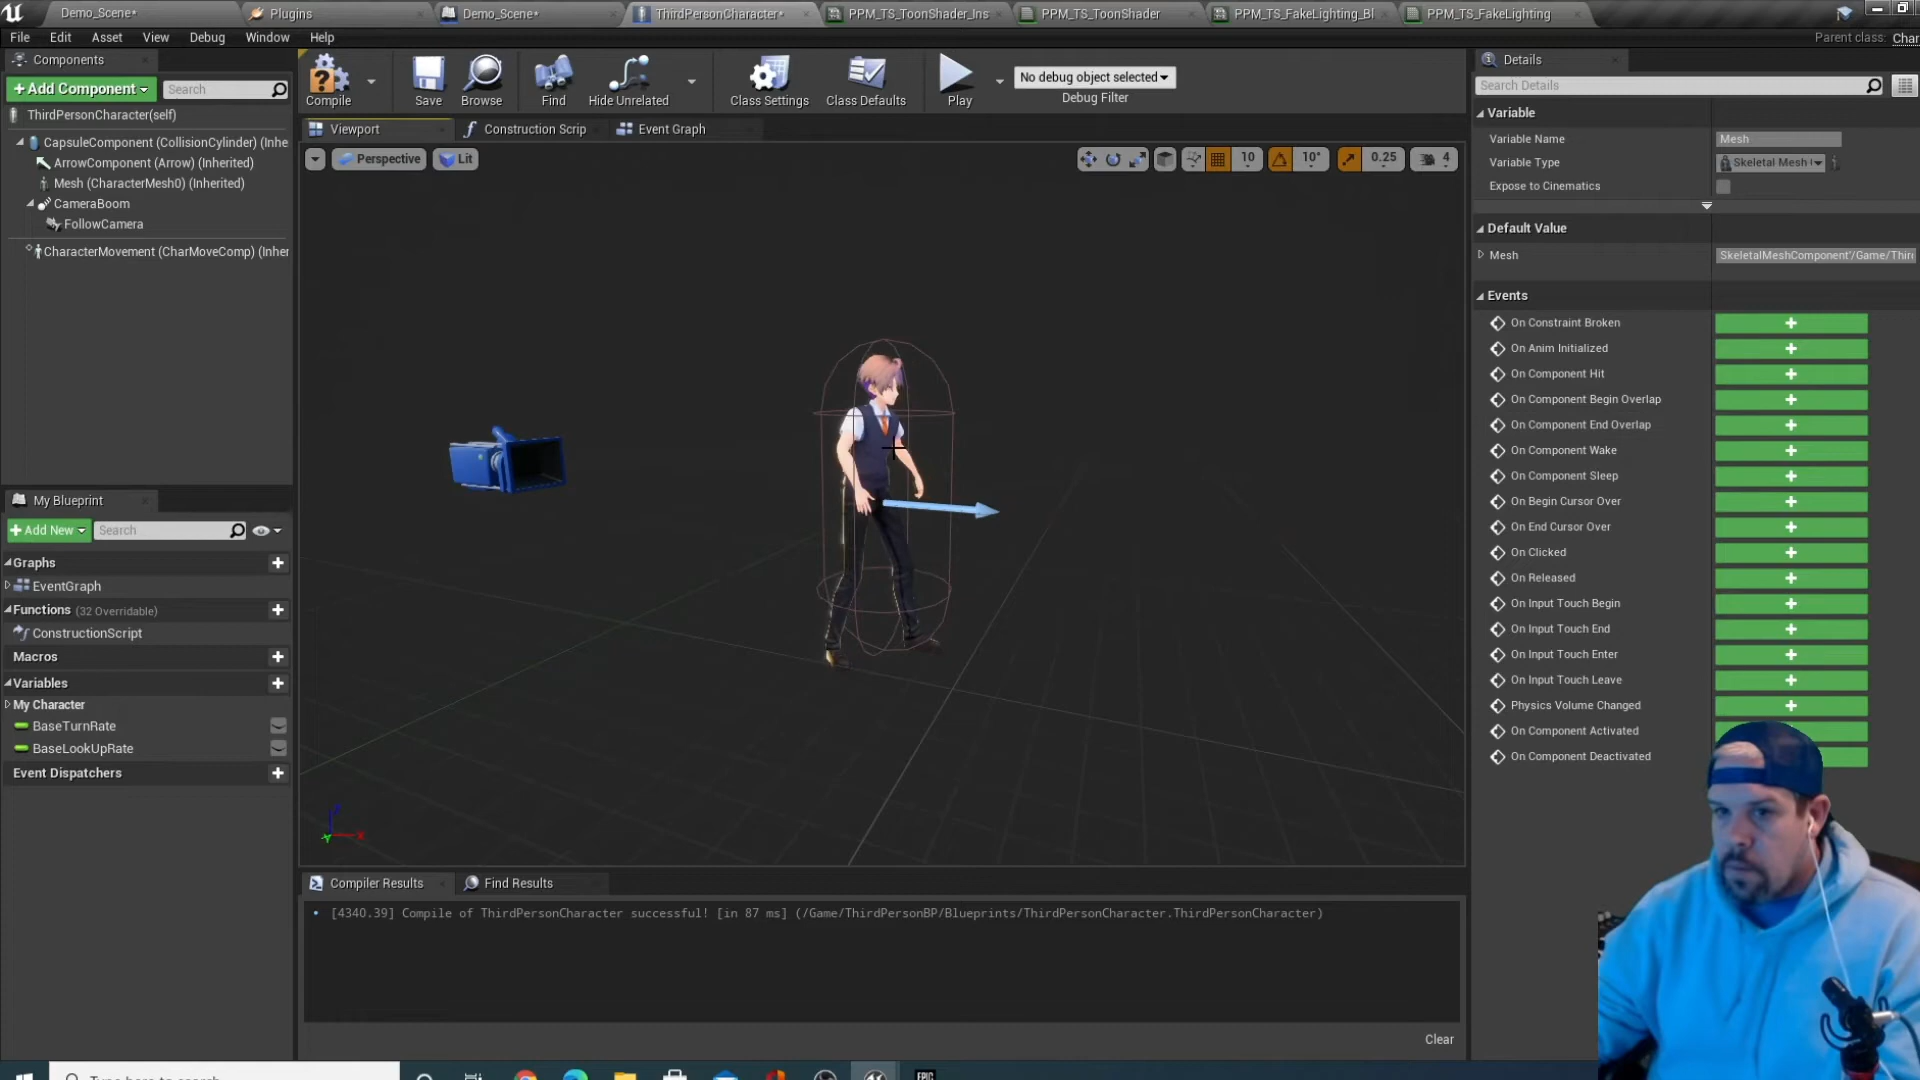 Demo_Scene*
Plugins
Demo_Scene*
ThirdPersonCharacter*
PPM_TS_ToonShader_Ins
PPM_TS_ToonShader
PPM_TS_FakeLighting_Bl
PPM_TS_FakeLighting
File
Edit
Asset
View
Debug
Window
Help
Parent class: Char
Components
+Add Component
Search
ThirdPersonCharacter(self)
CapsuleComponent (CollisionCylinder) (Inhe
ArrowComponent (Arrow) (Inherited)
Mesh (CharacterMesh0) (Inherited)
CameraBoom
FollowCamera
CharacterMovement (CharMoveComp) (Inher
My Blueprint
+Add New
Search
Graphs
EventGraph
Functions (32 Overridable)
ConstructionScript
Macros
Variables
My Character
BaseTurnRate
BaseLookUpRate
Event Dispatchers
Compile
Save
Browse
Find
Hide Unrelated
Class Settings
Class Defaults
Play
No debug object selected
Debug Filter
Viewport
Construction Scrip
Event Graph
Perspective
Lit
10
10°
0.25
4
Compiler Results
Find Results
[4340.39] Compile of ThirdPersonCharacter successful! [in 87 ms] (/Game/ThirdPersonBP/Blueprints/ThirdPersonCharacter.ThirdPersonCharacter)
Clear
Details
Search Details
Variable
Variable Name
Mesh
Variable Type
Skeletal Mesh
Expose to Cinematics
Default Value
Mesh
SkeletalMeshComponent'/Game/Thir
Events
On Constraint Broken
On Anim Initialized
On Component Hit
On Component Begin Overlap
On Component End Overlap
On Component Wake
On Component Sleep
On Begin Cursor Over
On End Cursor Over
On Clicked
On Released
On Input Touch Begin
On Input Touch End
On Input Touch Enter
On Input Touch Leave
Physics Volume Changed
On Component Activated
On Component Deactivated
Type here to search
EPIC